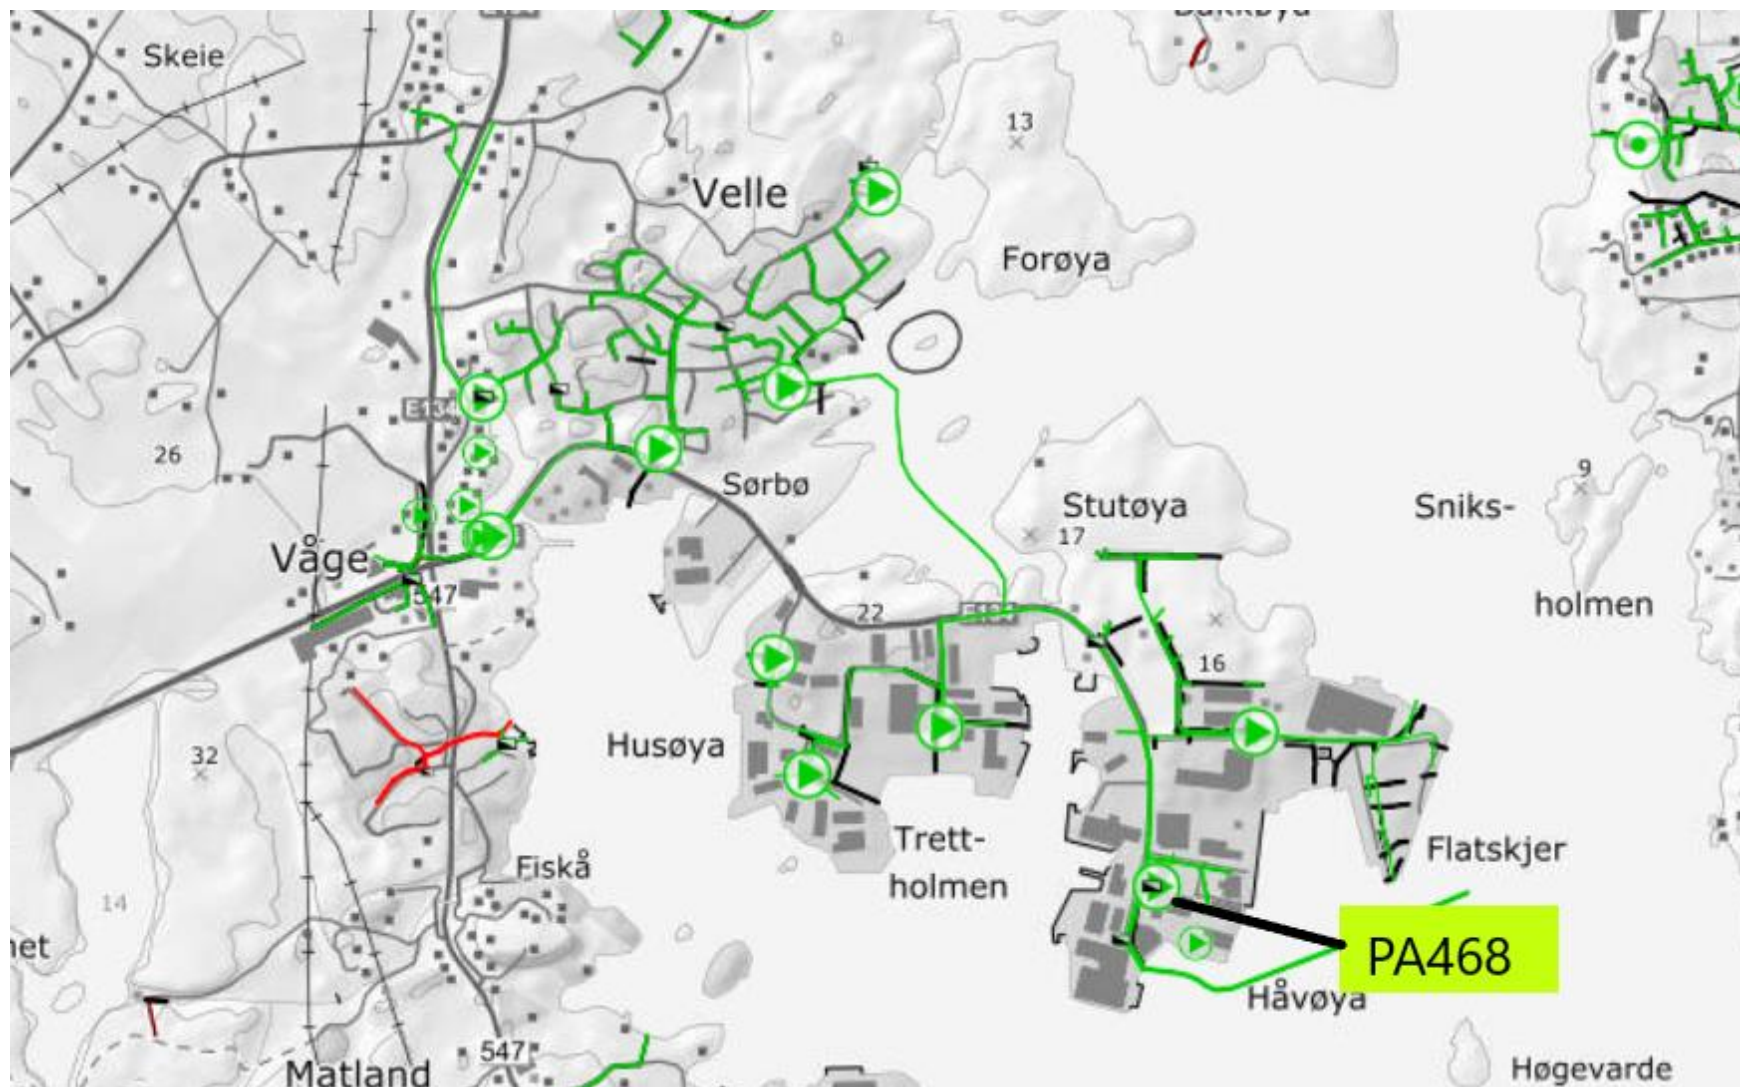 Skeie
13
Velle
Forøya
26
Sørbø
Stutøya
17
9
Sniks-
holmen
Våge
547
22
16
Husøya
32
Trett-
holmen
Flatskjer
Fiskå
14
PA468
Håvøya
547
Matland
Høgevarde